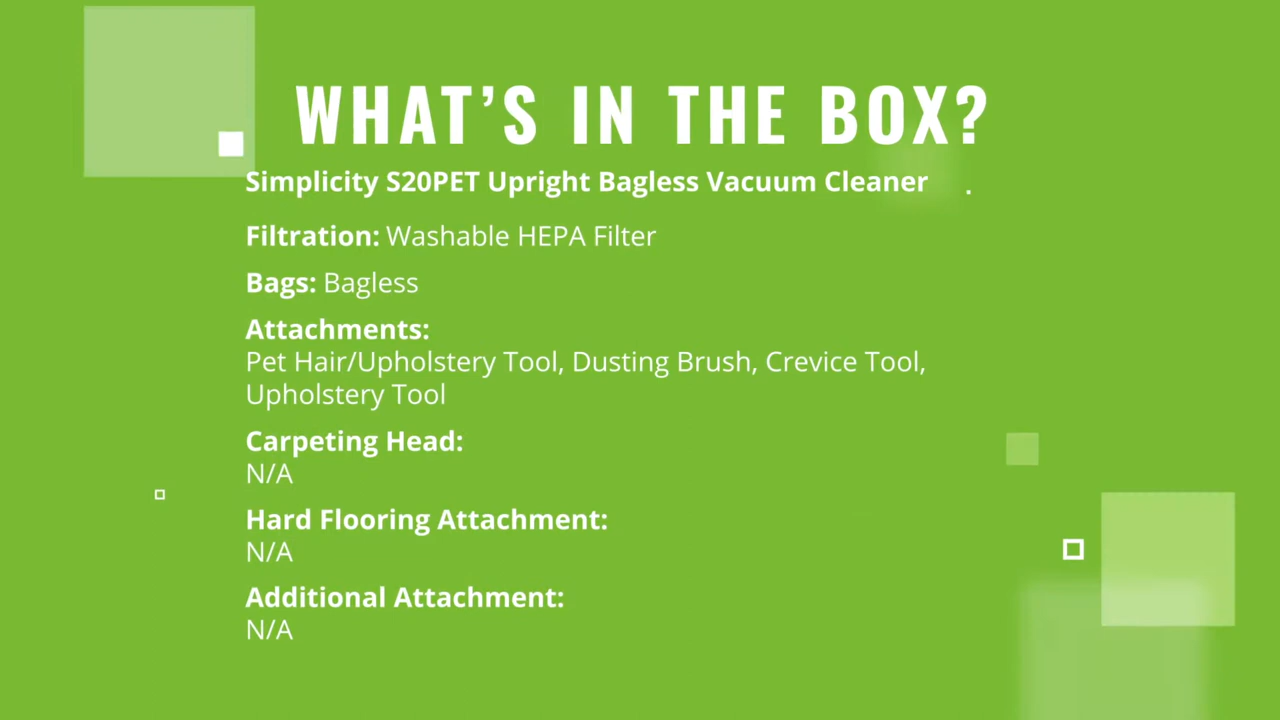 WHAT’S IN THE BOX?
Simplicity S20PET Upright Bagless Vacuum Cleaner .
Filtration: Washable HEPA Filter
Bags: Bagless
Attachments:
Pet Hair/Upholstery Tool, Dusting Brush, Crevice Tool,
Upholstery Tool
Carpeting Head:
N/A
Hard Flooring Attachment:
N/A
Additional Attachment:
N/A